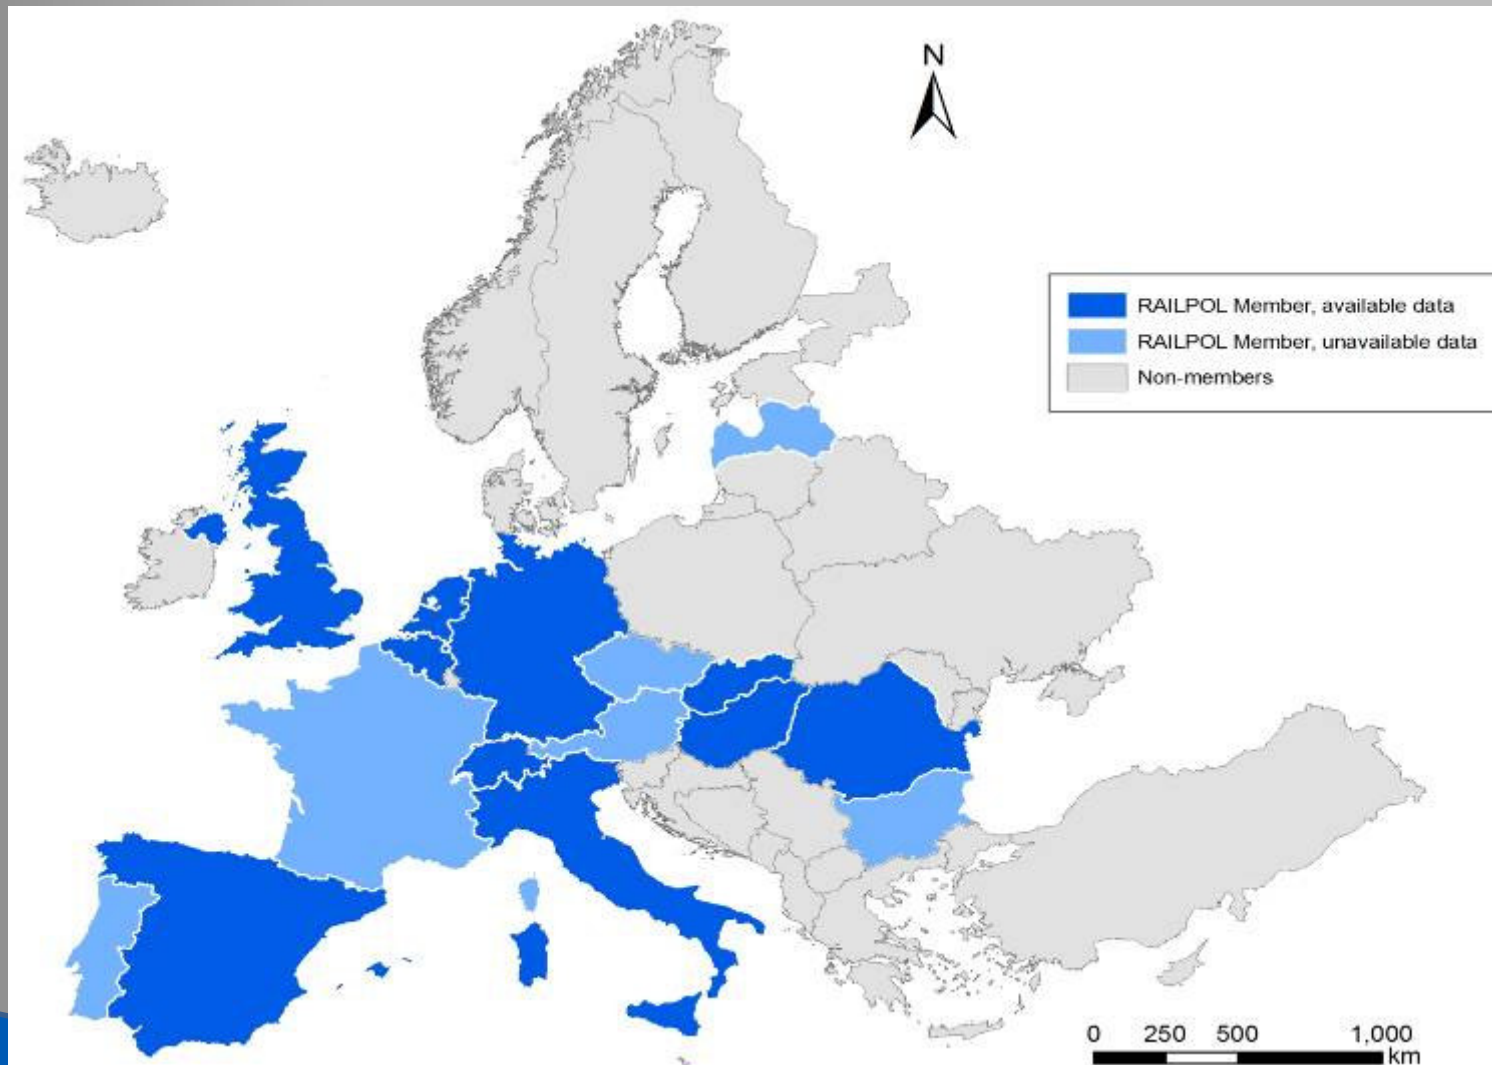 N
RAILPOL Member, available data
RAILPOL Member, unavailable data
Non-members
0 250 500 1,000
km